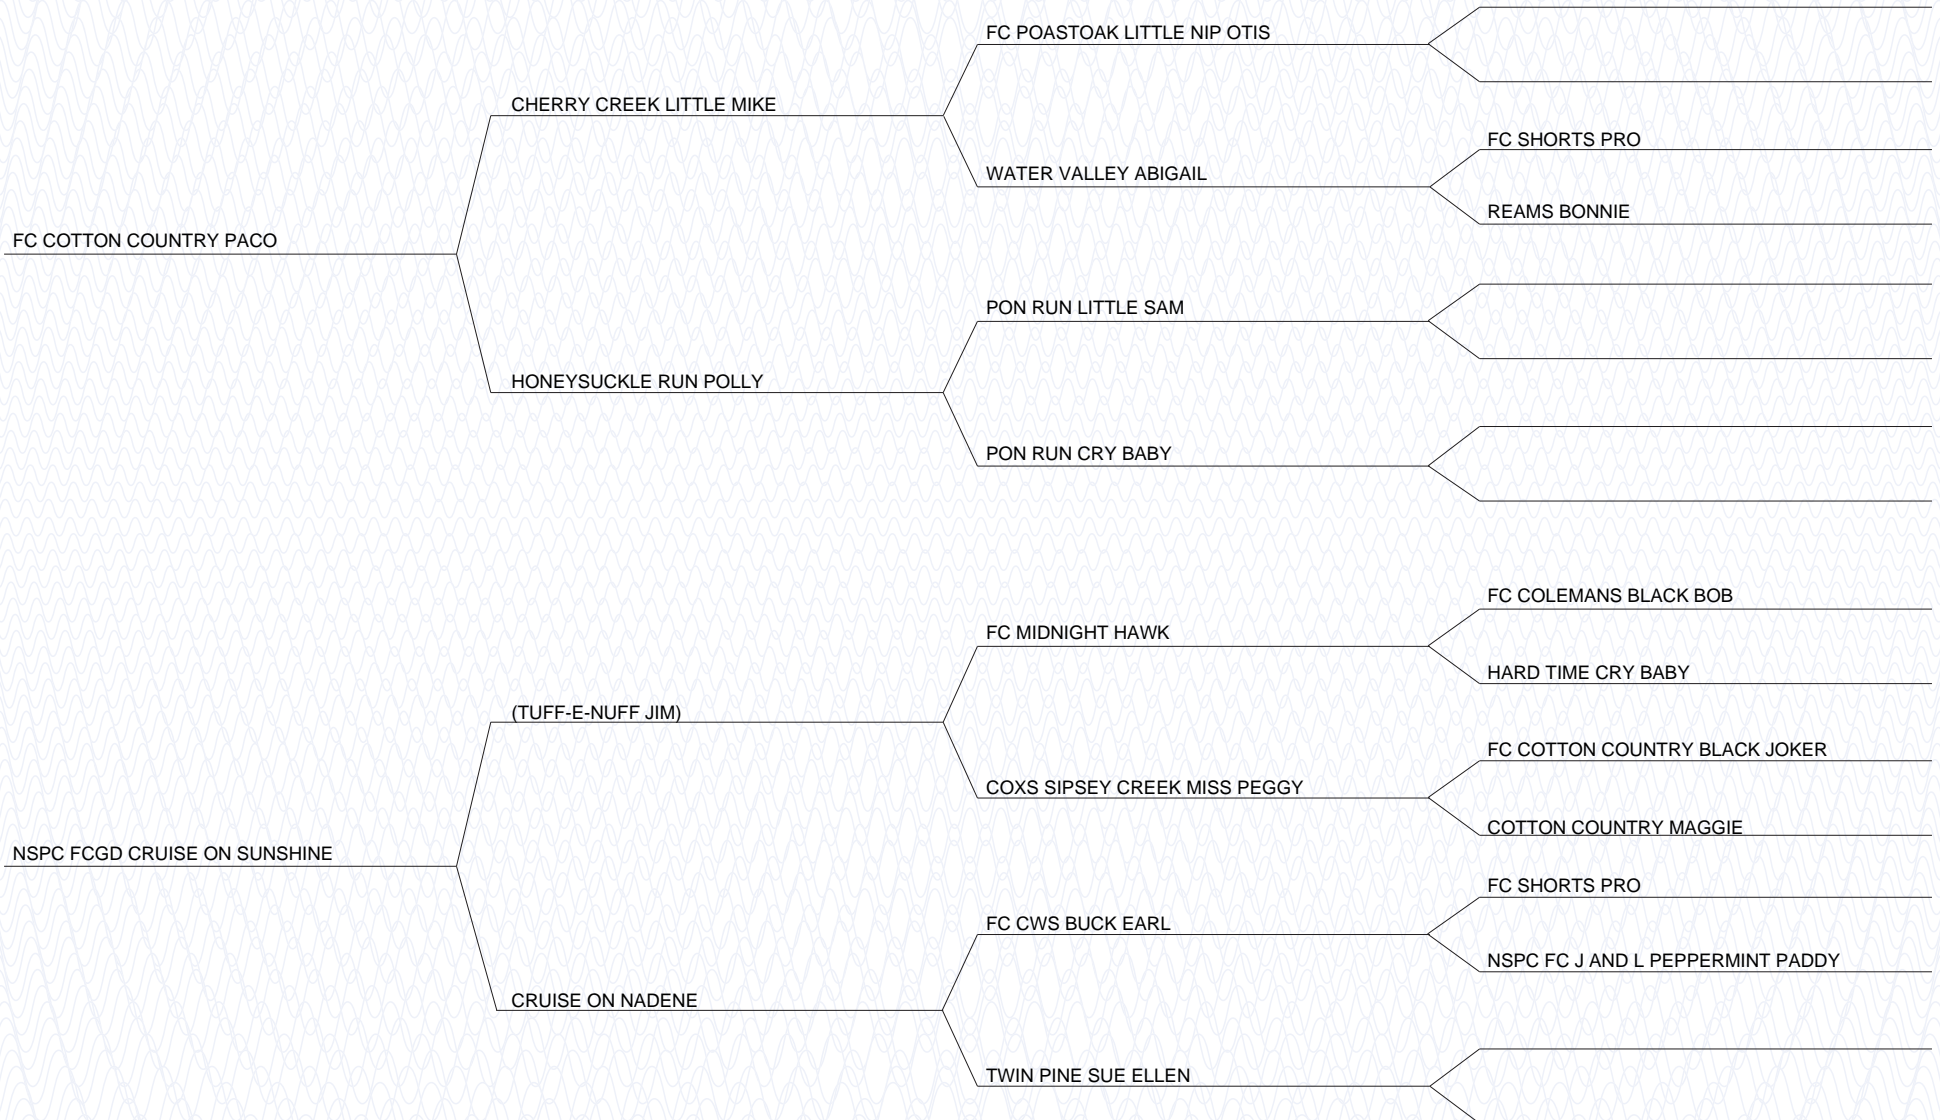 FC POASTOAK LITTLE NIP OTIS
CHERRY CREEK LITTLE MIKE
FC SHORTS PRO
WATER VALLEY ABIGAIL
REAMS BONNIE
FC COTTON COUNTRY PACO
PON RUN LITTLE SAM
HONEYSUCKLE RUN POLLY
PON RUN CRY BABY
FC COLEMANS BLACK BOB
FC MIDNIGHT HAWK
HARD TIME CRY BABY
(TUFF-E-NUFF JIM)
FC COTTON COUNTRY BLACK JOKER
COXS SIPSEY CREEK MISS PEGGY
COTTON COUNTRY MAGGIE
NSPC FCGD CRUISE ON SUNSHINE
FC SHORTS PRO
FC CWS BUCK EARL
NSPC FC J AND L PEPPERMINT PADDY
CRUISE ON NADENE
TWIN PINE SUE ELLEN